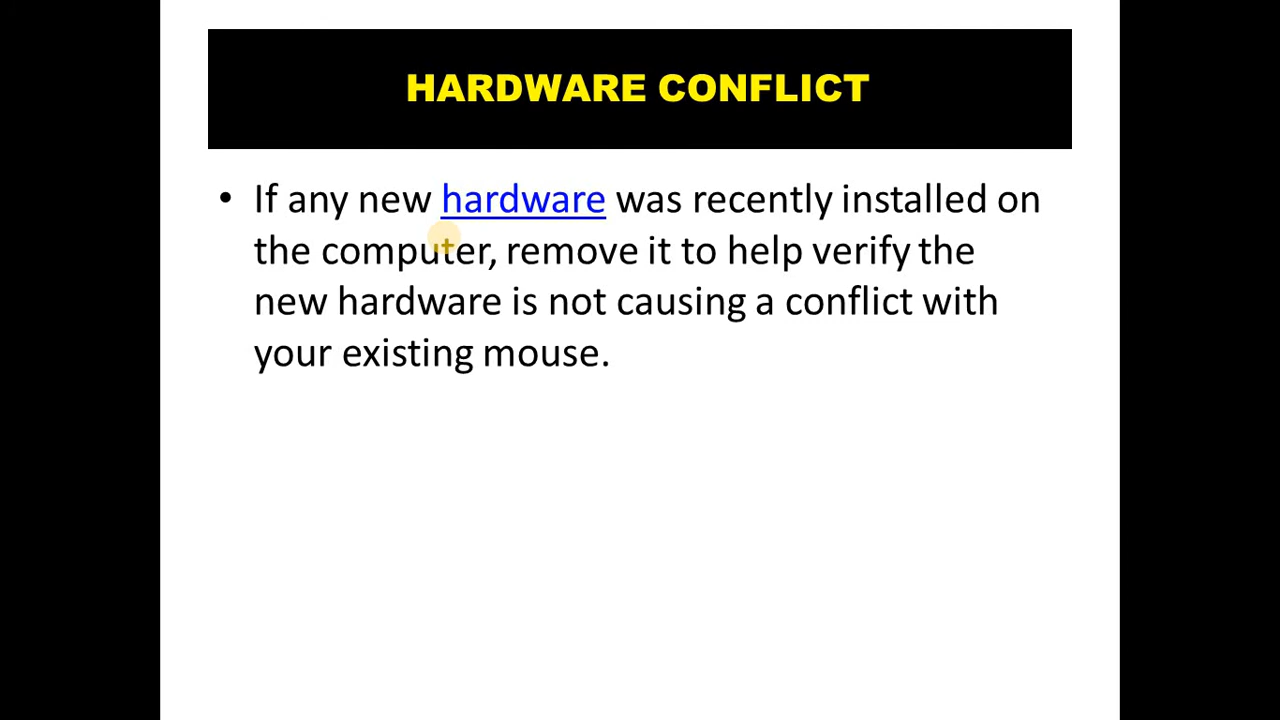 HARDWARE CONFLICT
• If any new hardware was recently installed on
the computer, remove it to help verify the
new hardware is not causing a conflict with
your existing mouse.